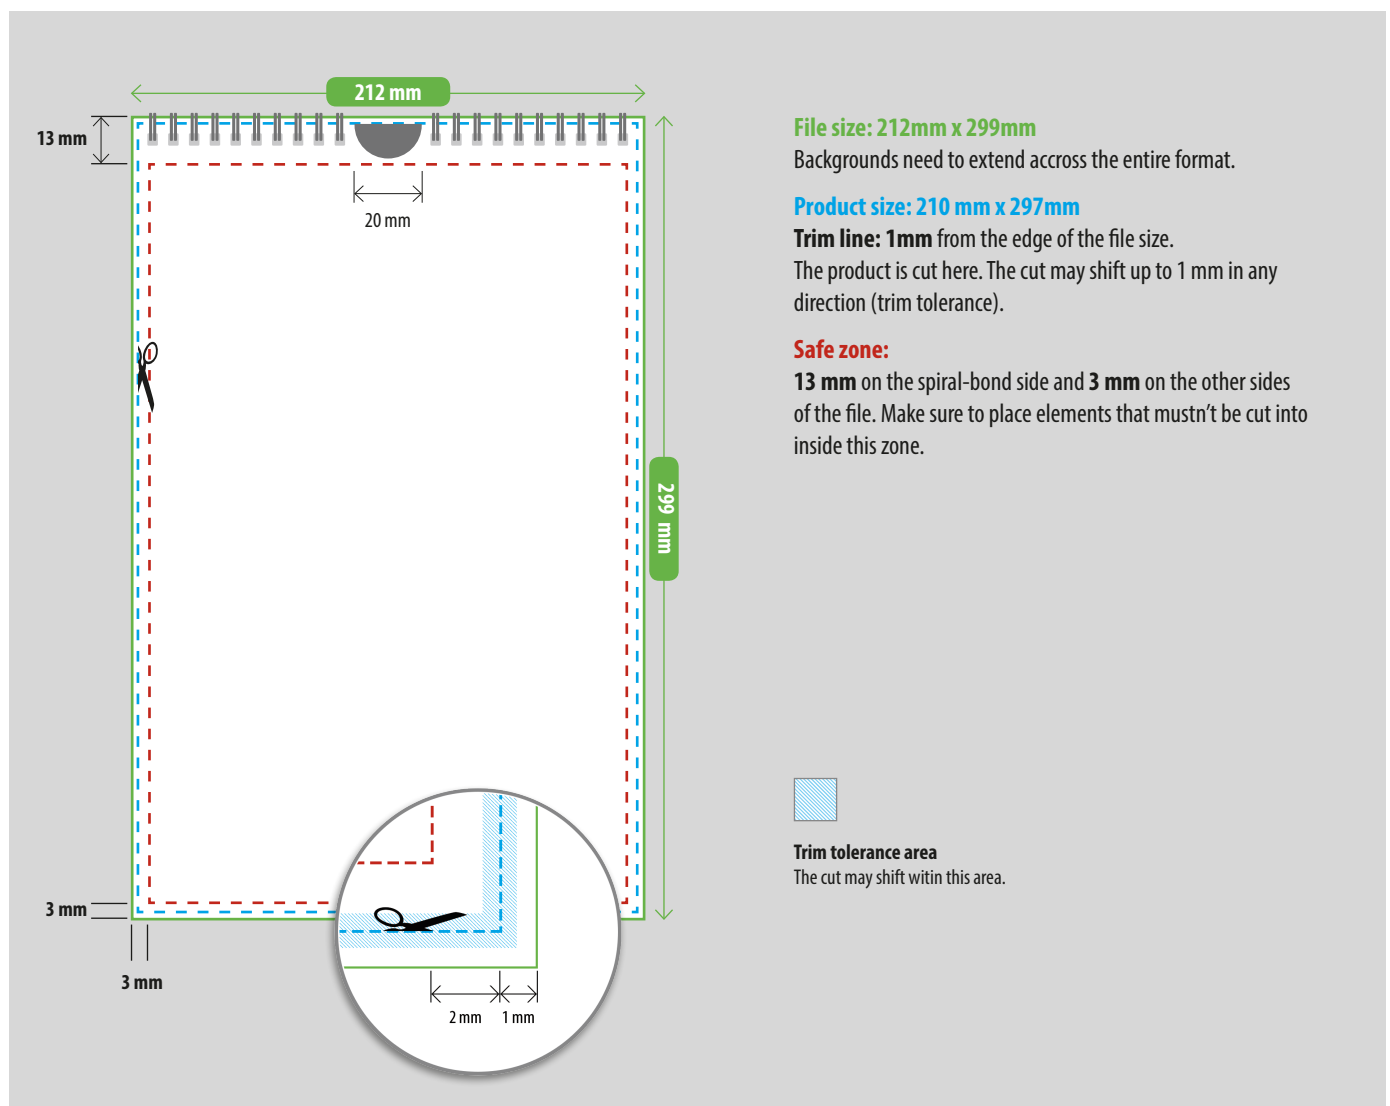 212 mm
13 mm
20 mm
299 mm
3 mm
3 mm
2 mm 1 mm
File size: 212mm x 299mm
Backgrounds need to extend accross the entire format.
Product size: 210 mm x 297mm
Trim line: 1mm from the edge of the file size.
The product is cut here. The cut may shift up to 1 mm in any
direction (trim tolerance).
Safe zone:
13 mm on the spiral-bond side and 3 mm on the other sides
of the file. Make sure to place elements that mustn’t be cut into
inside this zone.
Trim tolerance area
The cut may shift witin this area.